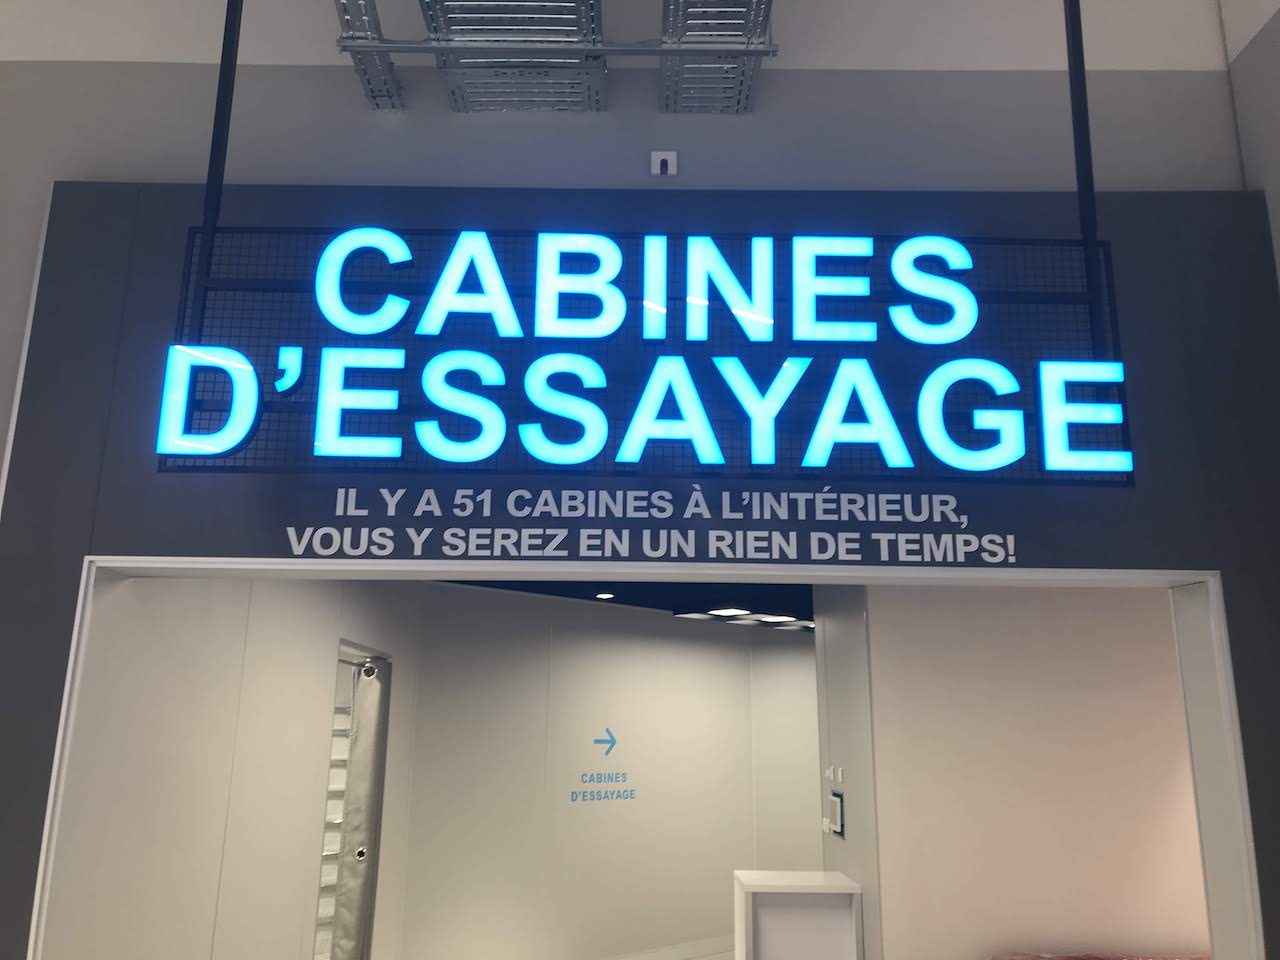 CABINES
D'ESSAYAGE
IL Y A 51 CABINES À L'INTÉRIEUR,
VOUS Y SEREZ EN UN RIEN DE TEMPS!
→
CABINES
D'ESSAYAGE